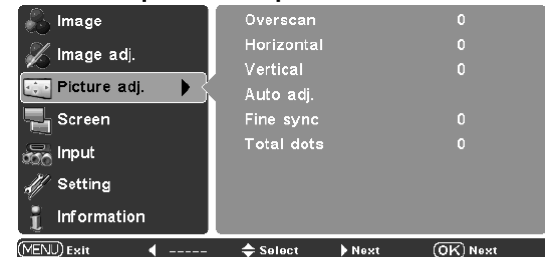 Image
Image adj.
Picture adj.
Screen
Input
Setting
Information
Overscan 0
Horizontal 0
Vertical 0
Auto adj.
Fine sync 0
Total dots 0
MENU Exit ----- Select Next OK Next